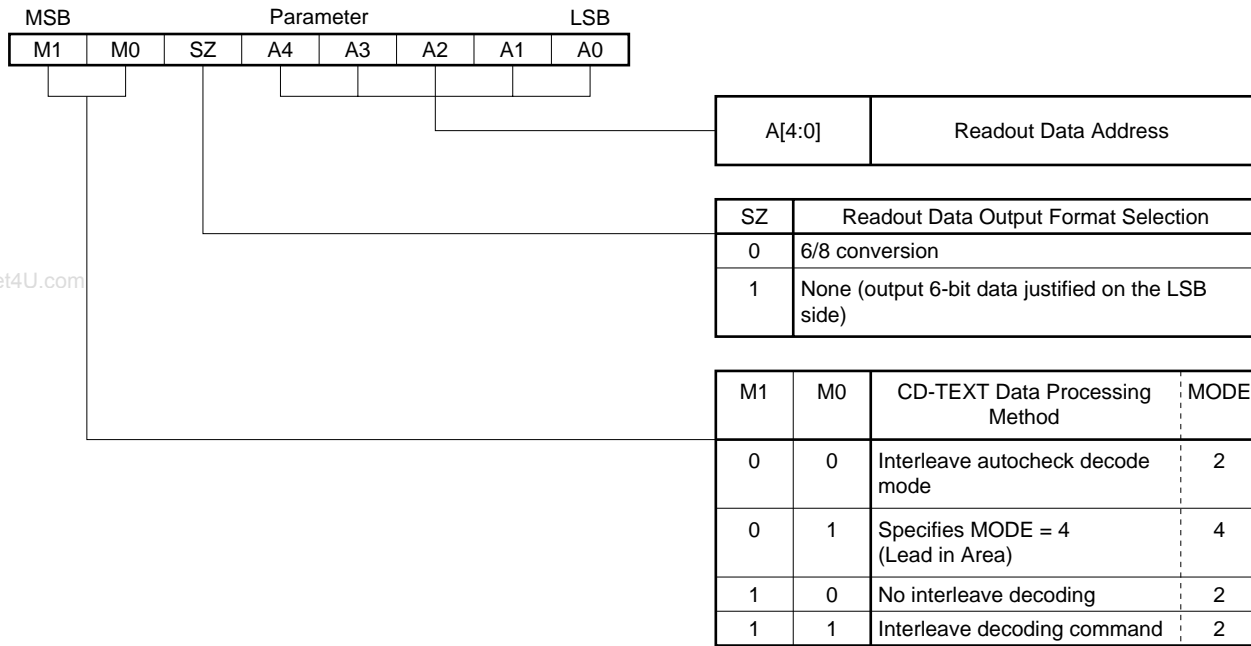 MSB Parameter LSB
M1 M0 SZ A4 A3 A2 A1 A0
A[4:0] Readout Data Address
SZ Readout Data Output Format Selection
0 6/8 conversion
et4U.com
1 None (output 6-bit data justified on the LSB
side)
M1 M0 CD-TEXT Data Processing MODE
Method
0 0 Interleave autocheck decode 2
mode
0 1 Specifies MODE = 4 4
(Lead in Area)
1 0 No interleave decoding 2
1 1 Interleave decoding command 2